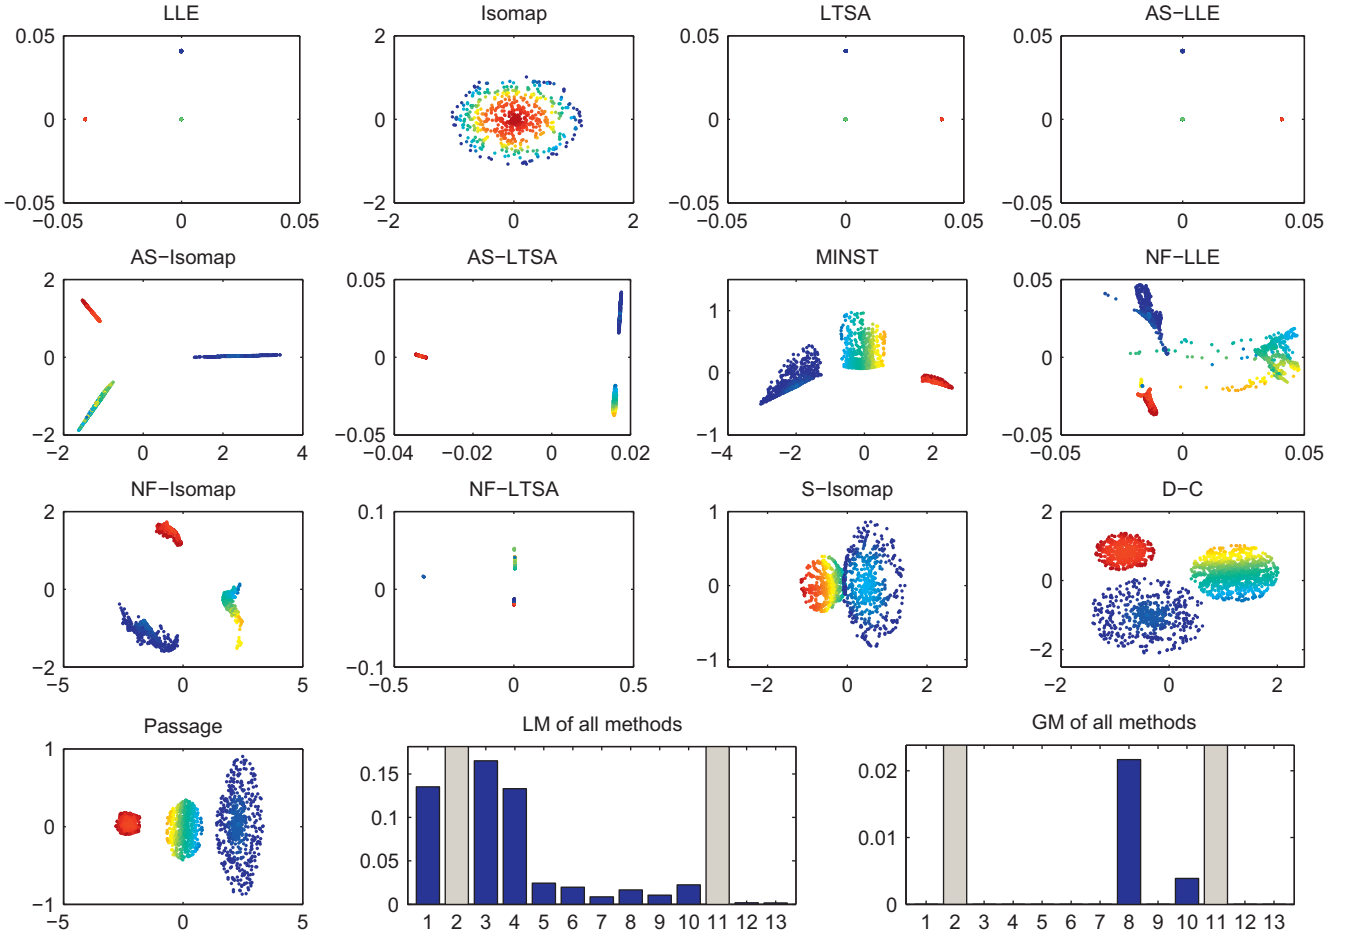 LLE
Isomap
LTSA
AS−LLE
0.05
0
−0.05
−0.05 0 0.05
2
0
−2
−2 0 2
0.05
0
−0.05
−0.05 0 0.05
0.05
0
−0.05
−0.05 0 0.05
AS−Isomap
AS−LTSA
MINST
NF−LLE
2
0
−2
−2 0 2 4
0.05
0
−0.05
−0.04 −0.02 0 0.02
1
0
−1
−4 −2 0 2
0.05
0
−0.05
−0.05 0 0.05
NF−Isomap
NF−LTSA
S−Isomap
D−C
2
0
−2
−5 0 5
0.1
0
−0.1
−0.5 0 0.5
1
0
−1
−2 0 2
2
0
−2
−2 0 2
Passage
LM of all methods
GM of all methods
1
0
−1
−5 0 5
0.15
0.1
0.05
0
1 2 3 4 5 6 7 8 9 10 11 12 13
0.02
0.01
0
1 2 3 4 5 6 7 8 9 10 11 12 13